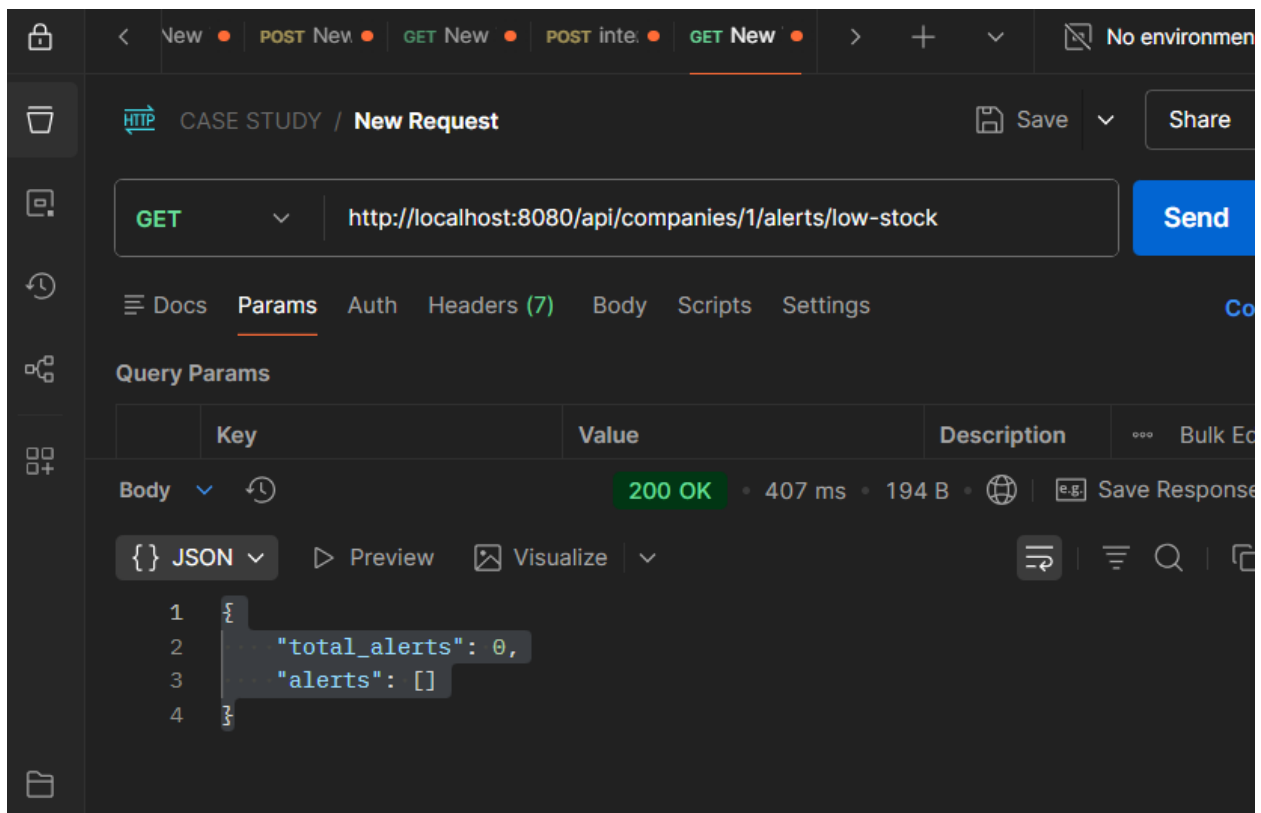 New POST New GET New POST inte: GET New No environmen
HTTP CASE STUDY / New Request Save Share
GET http://localhost:8080/api/companies/1/alerts/low-stock Send
Docs Params Auth Headers (7) Body Scripts Settings Co
Query Params
Key Value Description Bulk Ed
Body 200 OK • 407 ms • 194 B • e.g. Save Response
{} JSON Preview Visualize
1 {
2 "total_alerts": 0,
3 "alerts": []
4 }